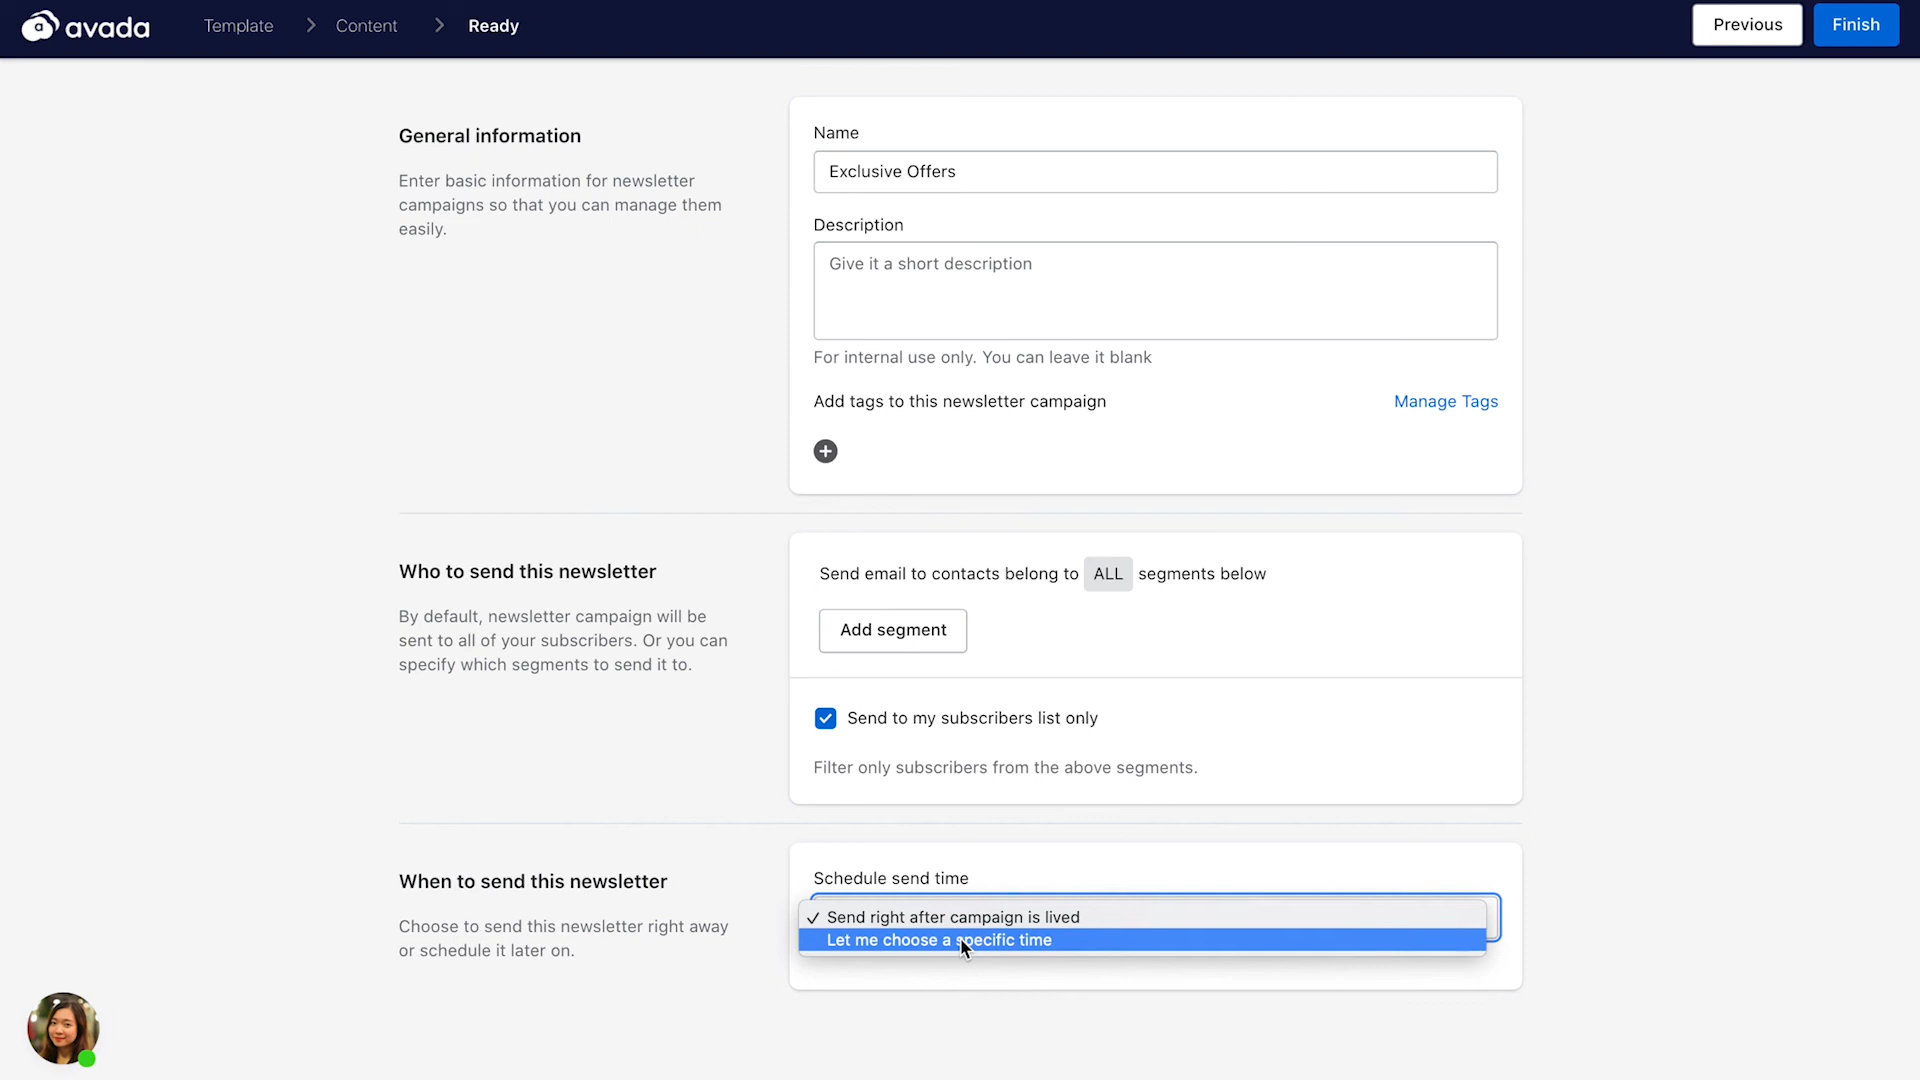 avada
Template
Content
Ready
Previous
Finish
General information
Enter basic information for newsletter
campaigns so that you can manage them
easily.
Name
Exclusive Offers
Description
Give it a short description
For internal use only. You can leave it blank
Add tags to this newsletter campaign
Manage Tags
Who to send this newsletter
By default, newsletter campaign will be
sent to all of your subscribers. Or you can
specify which segments to send it to.
Send email to contacts belong to ALL segments below
Add segment
Send to my subscribers list only
Filter only subscribers from the above segments.
When to send this newsletter
Choose to send this newsletter right away
or schedule it later on.
Schedule send time
Send right after campaign is lived
Let me choose a specific time